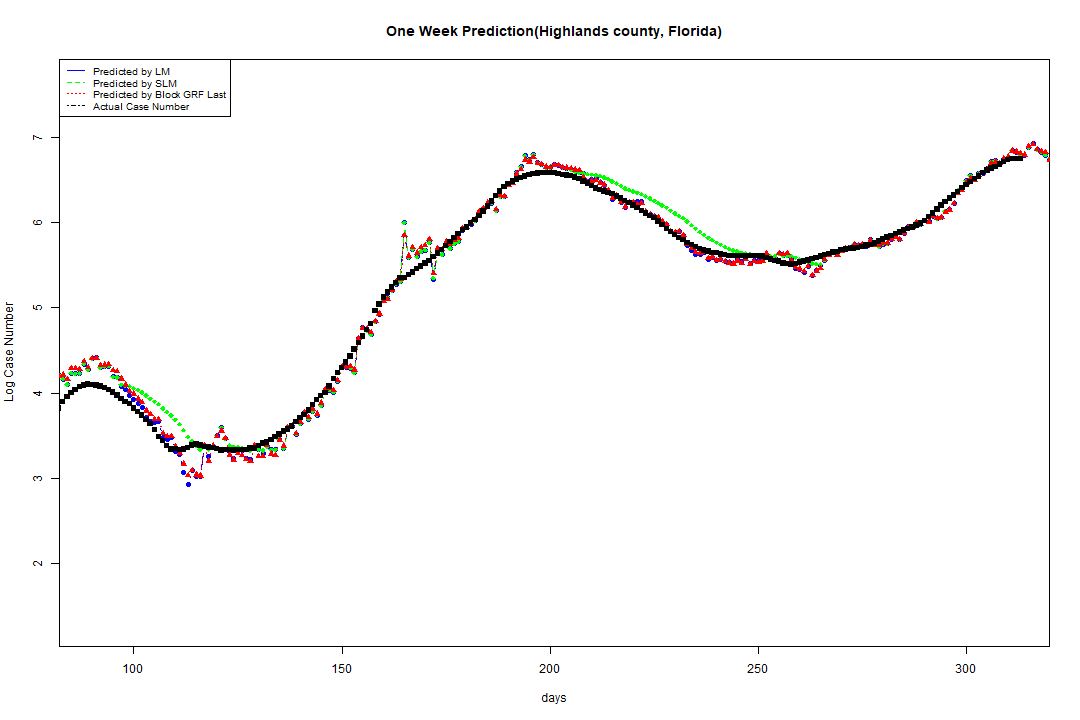 One Week Prediction(Highlands county, Florida)
Predicted by LM
Predicted by SLM
Predicted by Block GRF Last
Actual Case Number
7
6
5
4
3
2
Log Case Number
100 150 200 250 300
days